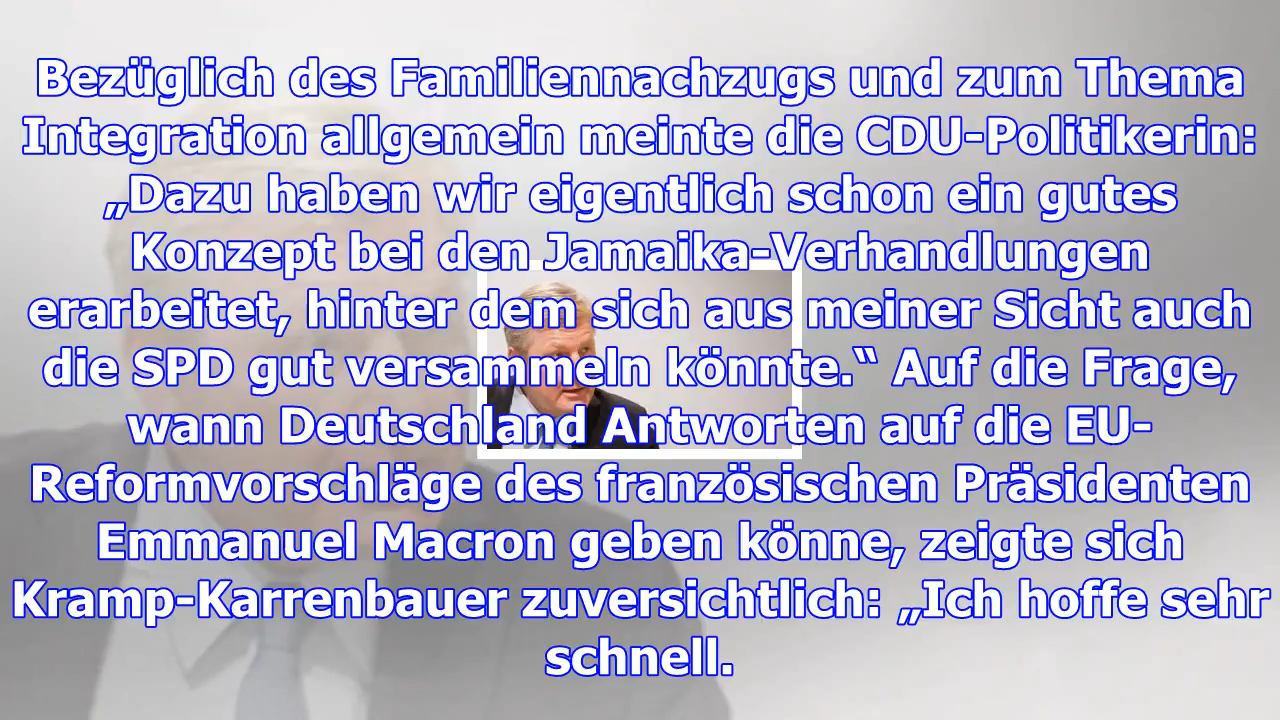 Bezüglich des Familiennachzugs und zum Thema
Integration allgemein meinte die CDU-Politikerin:
„Dazu haben wir eigentlich schon ein gutes
Konzept bei den Jamaika-Verhandlungen
erarbeitet, hinter dem sich aus meiner Sicht auch
die SPD gut versammeln könnte.“ Auf die Frage,
wann Deutschland Antworten auf die EU-
Reformvorschläge des französischen Präsidenten
Emmanuel Macron geben könne, zeigte sich
Kramp-Karrenbauer zuversichtlich: „Ich hoffe sehr
schnell.